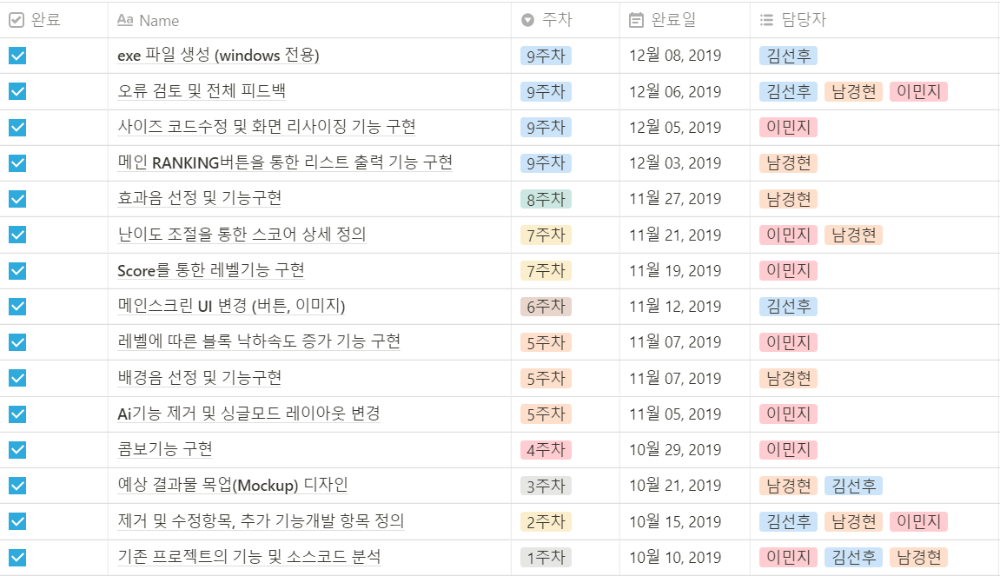 완료 Aa Name 주차 완료일 담당자
exe 파일 생성 (windows 전용) 9주차 12월 08, 2019 김선후
오류 검토 및 전체 피드백 9주차 12월 06, 2019 김선후 남경현 이민지
사이즈 코드수정 및 화면 리사이징 기능 구현 9주차 12월 05, 2019 이민지
메인 RANKING버튼을 통한 리스트 출력 기능 구현 9주차 12월 03, 2019 남경현
효과음 선정 및 기능구현 8주차 11월 27, 2019 남경현
난이도 조절을 통한 스코어 상세 정의 7주차 11월 21, 2019 이민지 남경현
Score를 통한 레벨기능 구현 7주차 11월 19, 2019 이민지
메인스크린 UI 변경 (버튼, 이미지) 6주차 11월 12, 2019 김선후
레벨에 따른 블록 낙하속도 증가 기능 구현 5주차 11월 07, 2019 이민지
배경음 선정 및 기능구현 5주차 11월 07, 2019 남경현
Ai기능 제거 및 싱글모드 레이아웃 변경 5주차 11월 05, 2019 이민지
콤보기능 구현 4주차 10월 29, 2019 이민지
예상 결과물 목업(Mockup) 디자인 3주차 10월 21, 2019 남경현 김선후
제거 및 수정항목, 추가 기능개발 항목 정의 2주차 10월 15, 2019 김선후 남경현 이민지
기존 프로젝트의 기능 및 소스코드 분석 1주차 10월 10, 2019 이민지 김선후 남경현